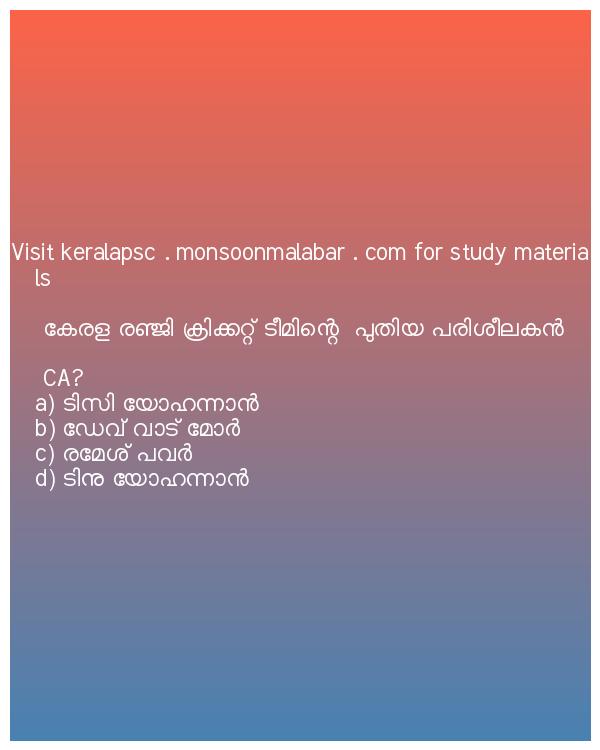 Visit keralapsc . monsoonmalabar . com for study materia
ls
കേരള രഞ്ജി ക്രിക്കറ്റ് ടീമിന്റെ പുതിയ പരിശീലകൻ
CA?
a) ടിസി യോഹന്നാൻ
b) ഡേവ് വാട് മോർ
c) രമേശ് പവർ
d) ടിനു യോഹന്നാൻ